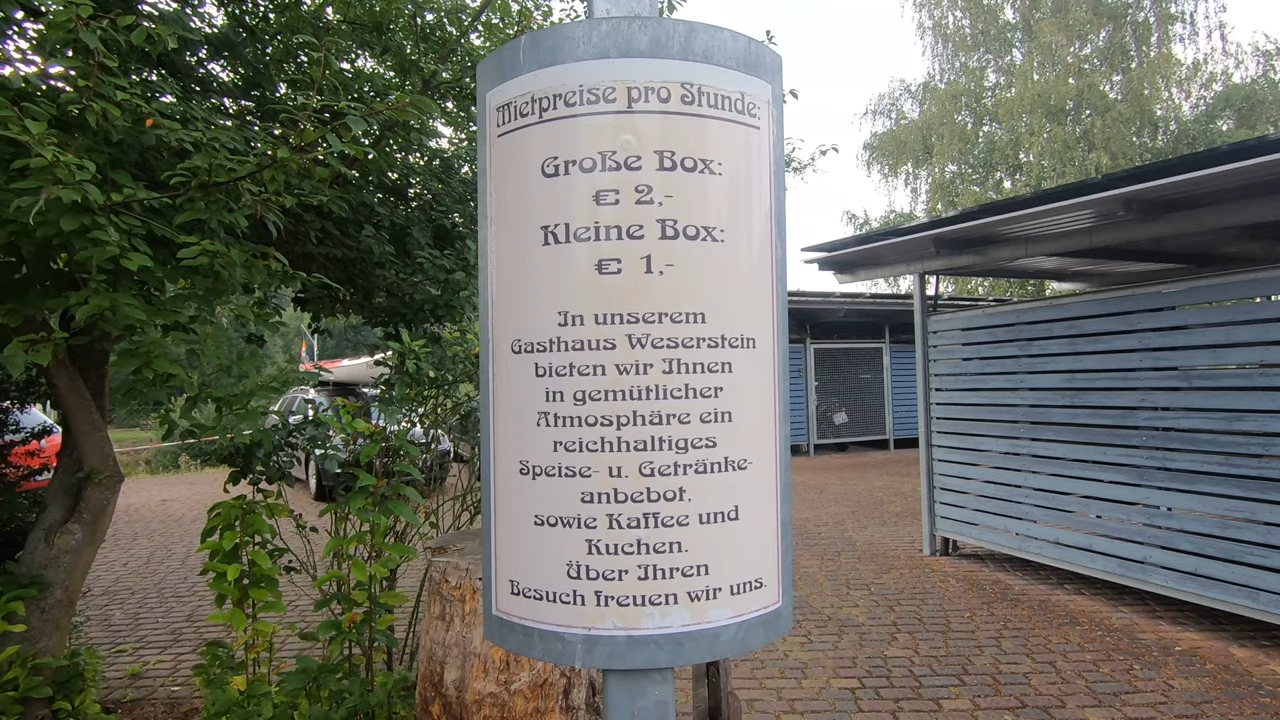 Mietpreise pro Stunde:
Große Box:
€ 2,-
Kleine Box:
€ 1,-
In unserem
Gasthaus Weserstein
bieten wir Ihnen
in gemütlicher
Atmosphäre ein
reichhaltiges
Speise- u. Getränke-
anbebot,
sowie Kaffee und
Kuchen.
Über Ihren
Besuch freuen wir uns.